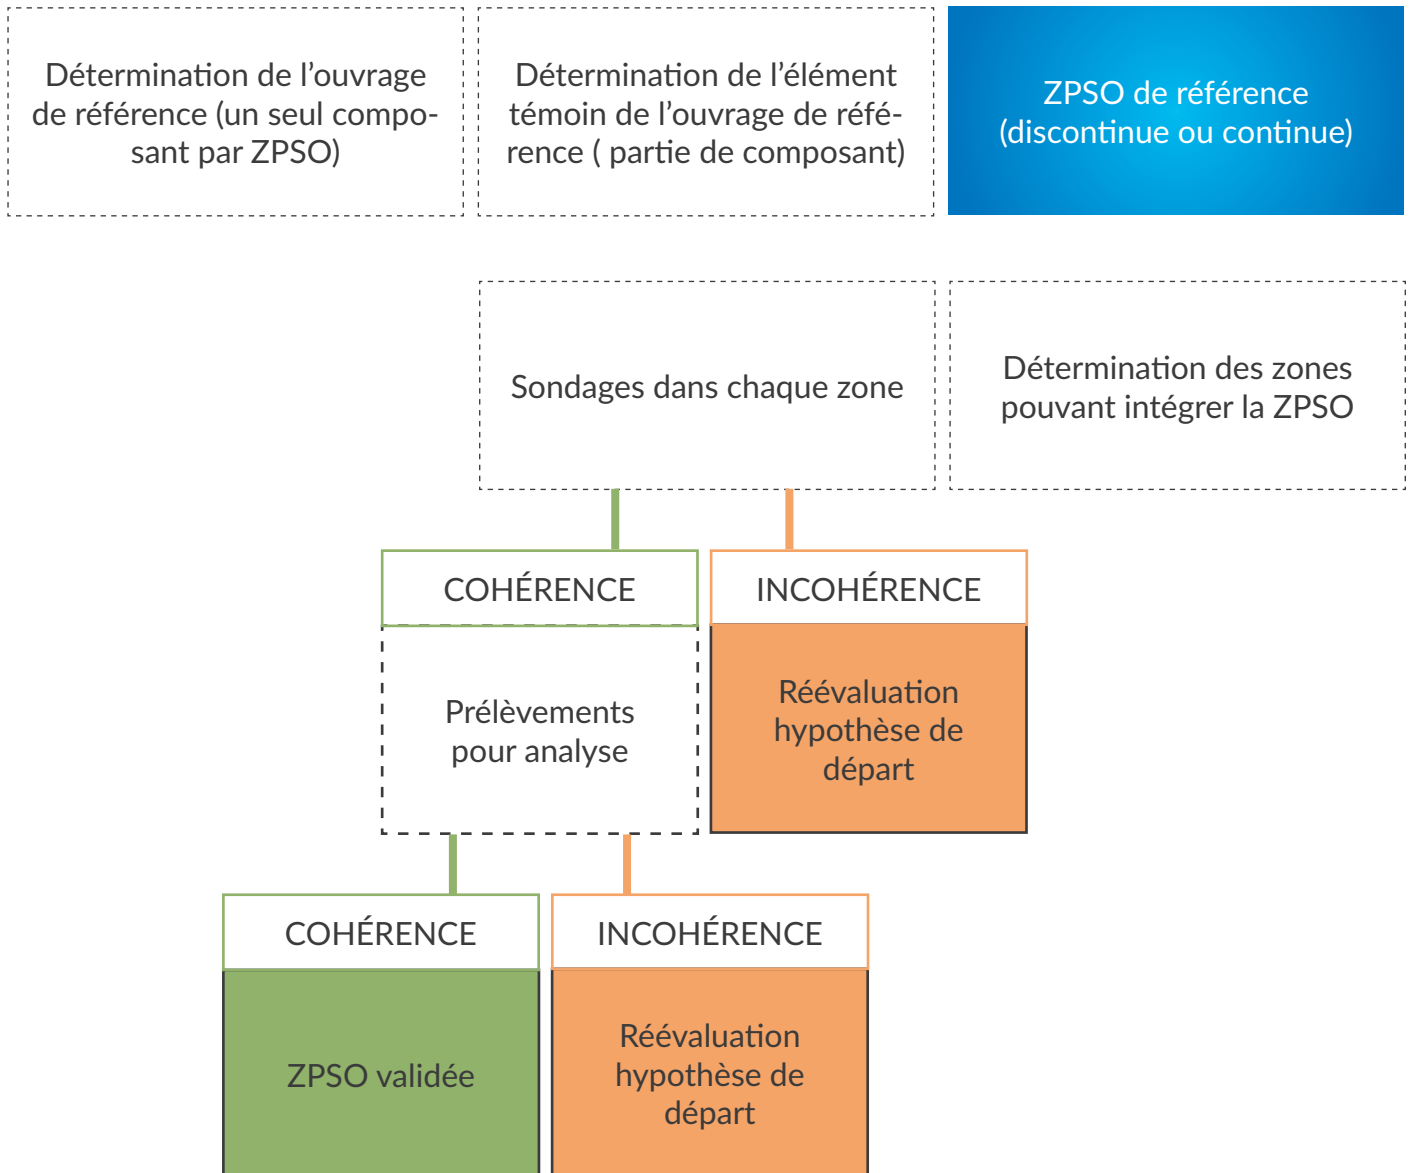 Détermination de l’ouvrage
de référence (un seul compo-
sant par ZPSO)
Détermination de l’élément
témoin de l’ouvrage de réfé-
rence ( partie de composant)
ZPSO de référence
(discontinue ou continue)
Sondages dans chaque zone
Détermination des zones
pouvant intégrer la ZPSO
COHÉRENCE
INCOHÉRENCE
Prélèvements
pour analyse
Réévaluation
hypothèse de
départ
COHÉRENCE
INCOHÉRENCE
ZPSO validée
Réévaluation
hypothèse de
départ